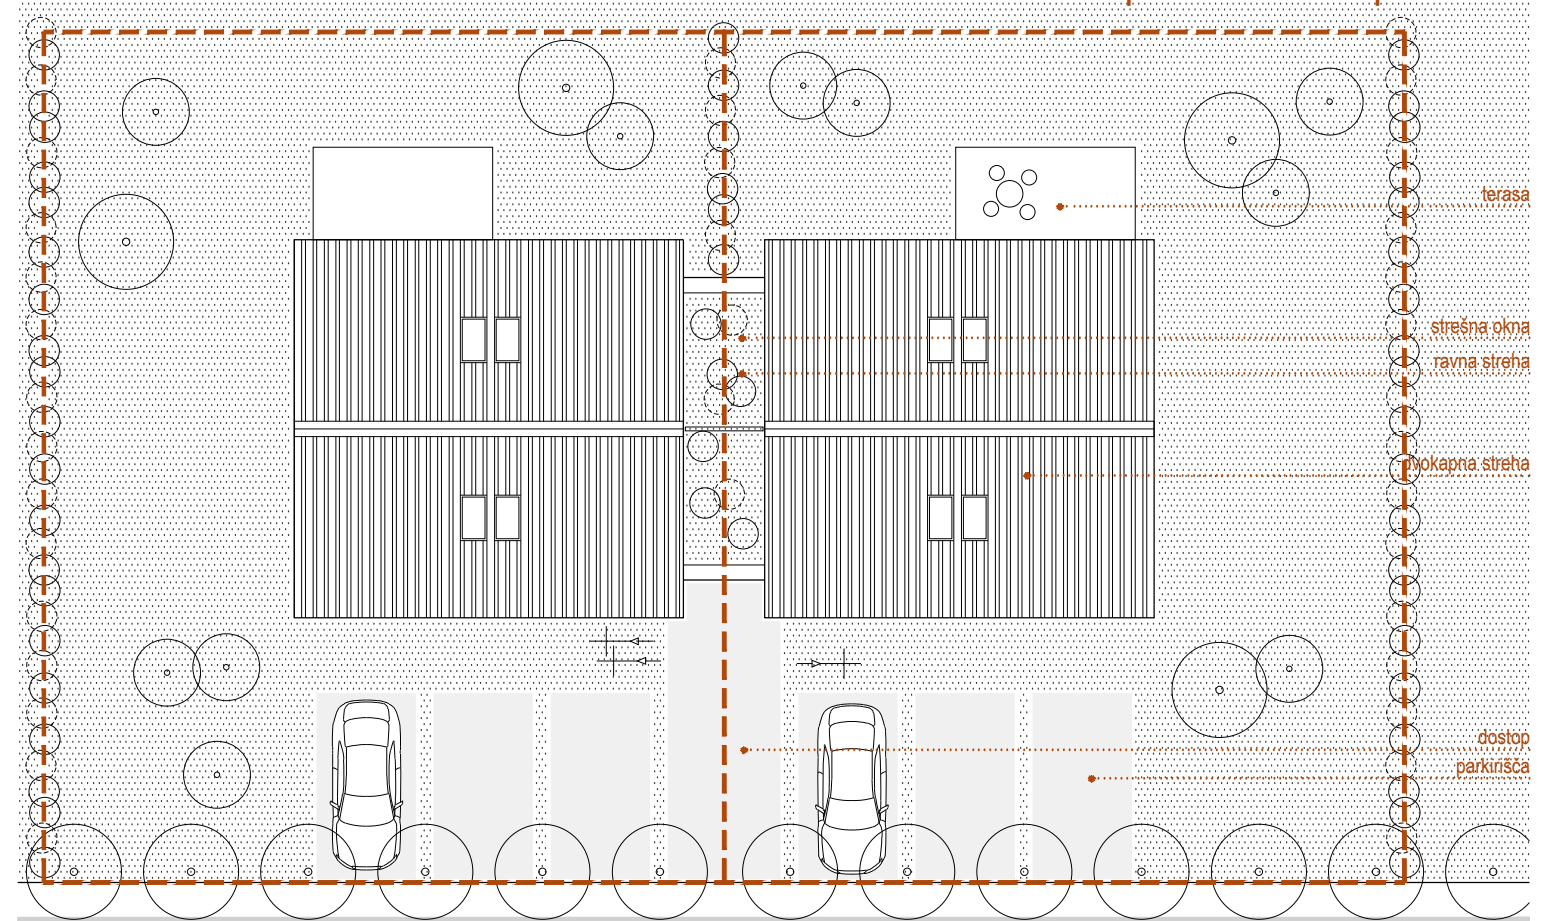 terasa
strešna okna
ravna streha
dvokapna streha
dostop
parkirišča